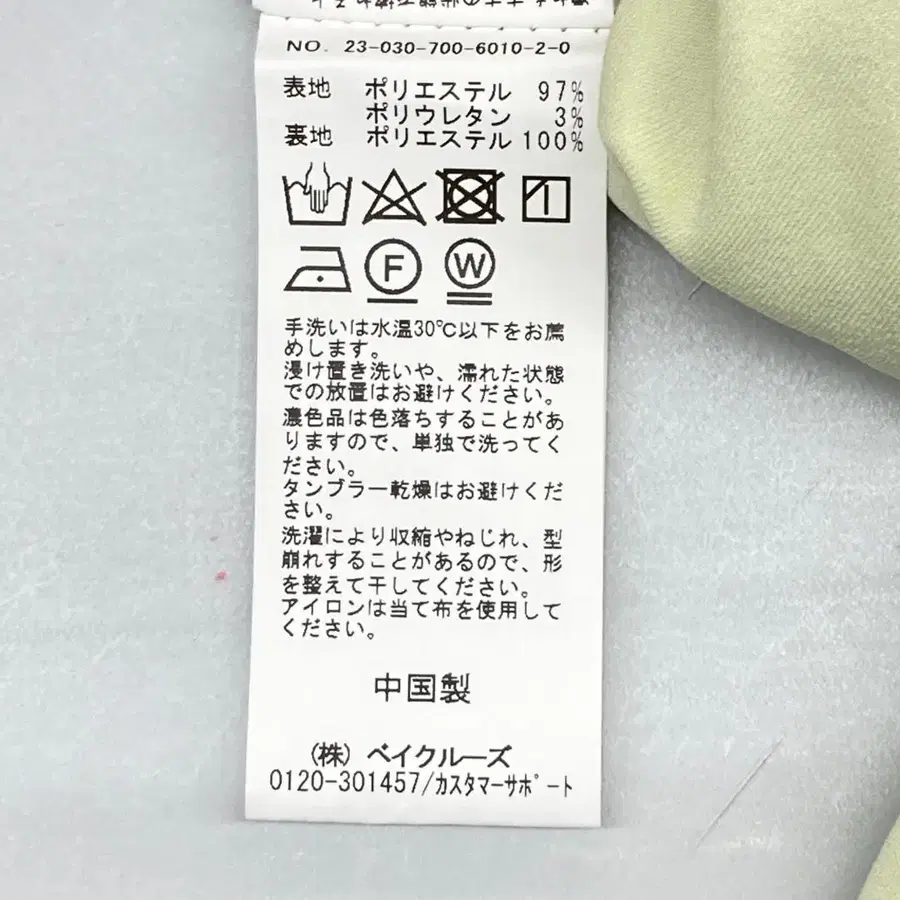 NO. 23-030-700-6010-2-0
表地 ポリエステル 97%
ポリウレタン 3%
裏地 ポリエステル 100%
F W
手洗いは水温30℃以下をお薦
めします。
浸け置き洗いや、濡れた状態
での放置はお避けください。
濃色品は色落ちすることがあ
りますので、単独で洗ってく
ださい。
タンブラー乾燥はお避けくだ
さい。
洗濯により収縮やねじれ、型
崩れすることがあるので、形
を整えて干してください。
アイロンは当て布を使用して
ください。
中国製
(株) ベイクルーズ
0120-301457/カスタマーサポート